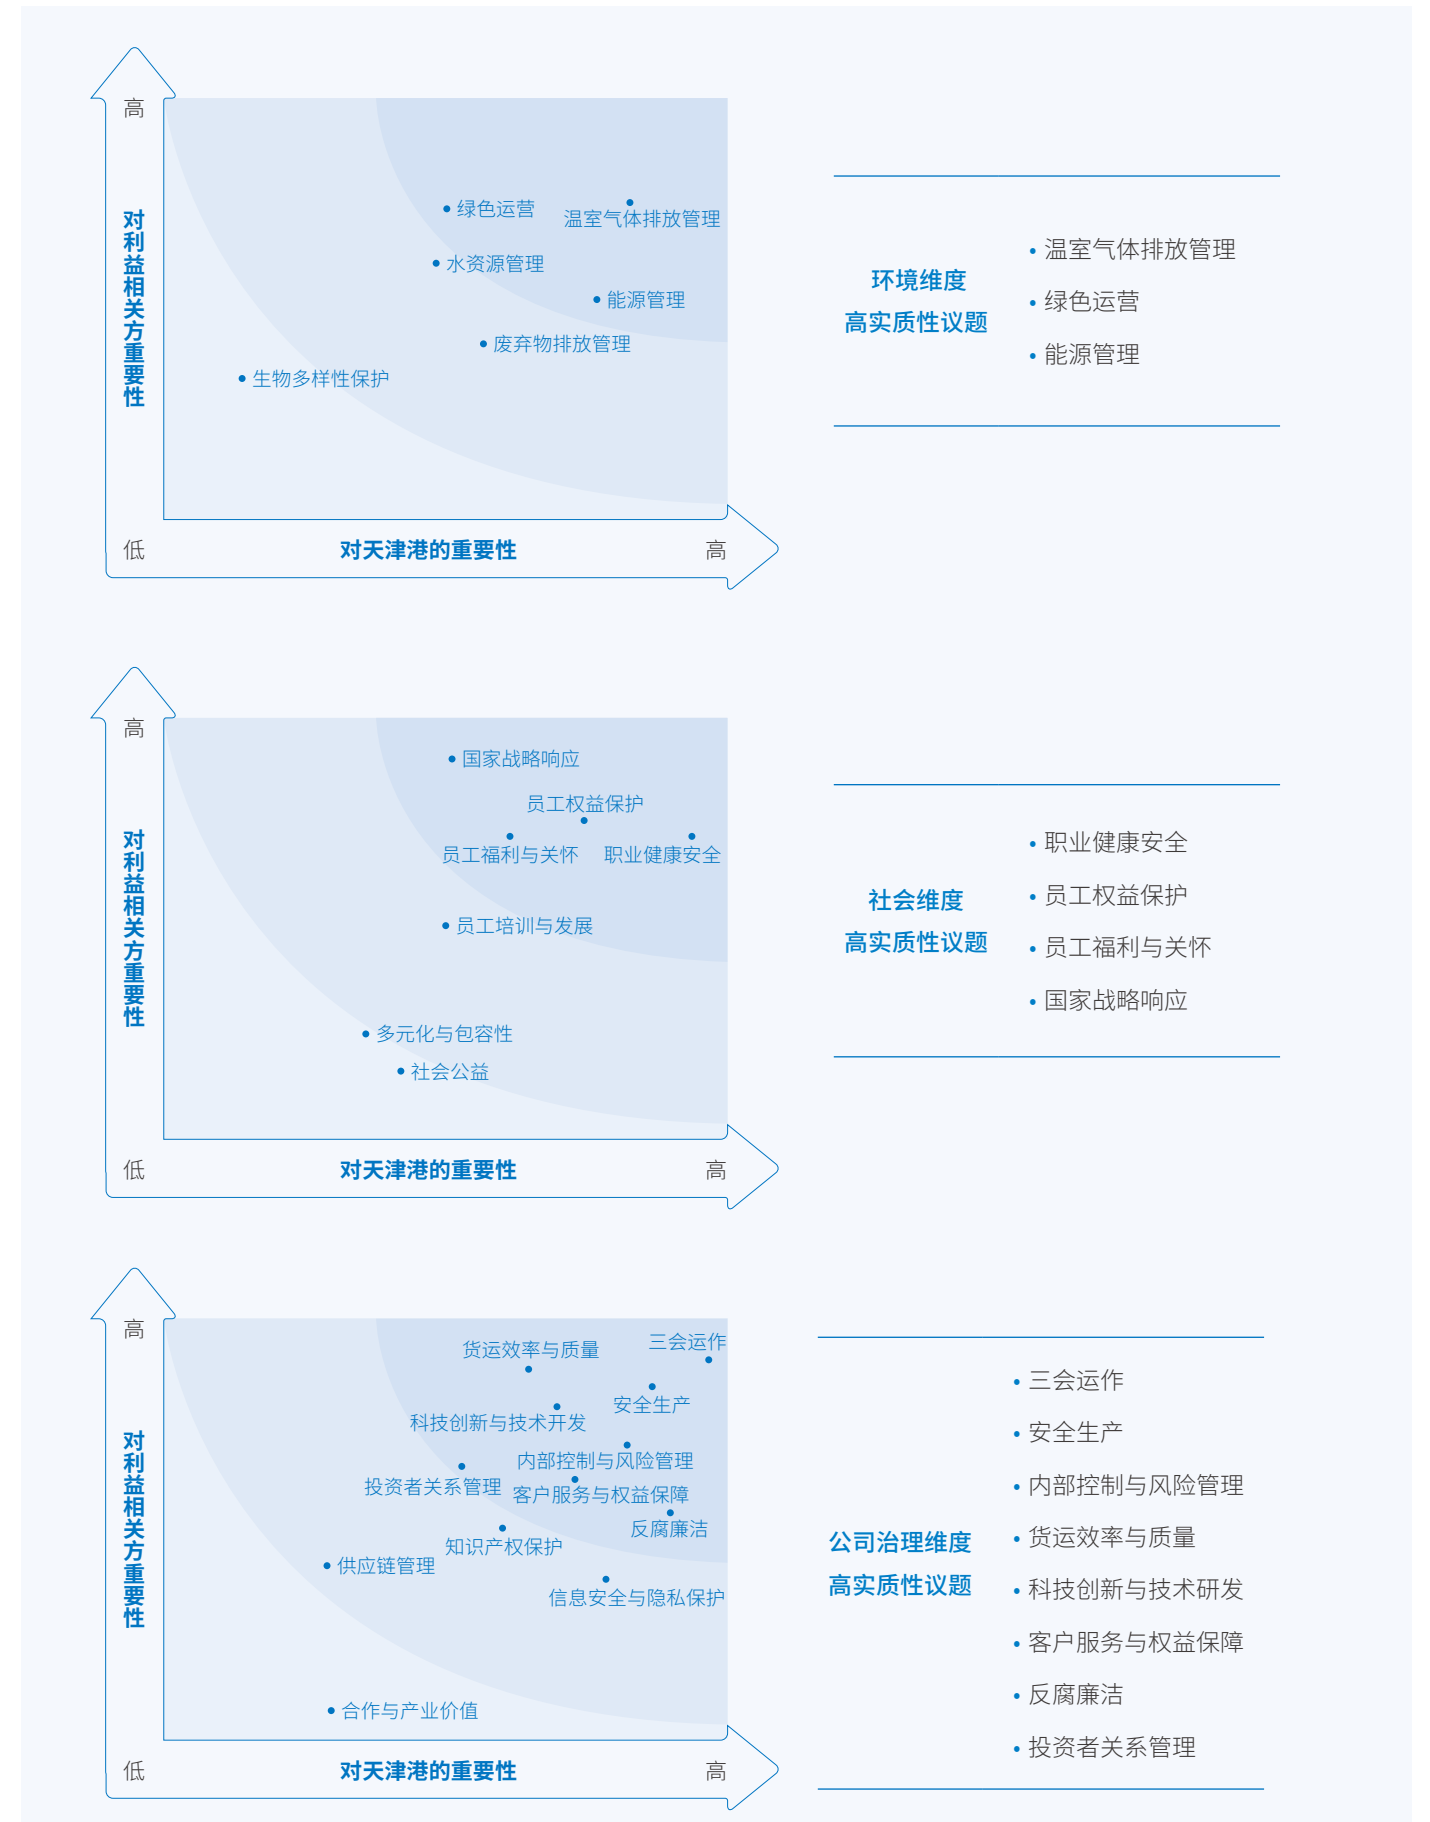 高
对利益相关方重要性
绿色运营
温室气体排放管理
水资源管理
能源管理
废弃物排放管理
生物多样性保护
低
对天津港的重要性
高
环境维度
高实质性议题
• 温室气体排放管理
• 绿色运营
• 能源管理
高
对利益相关方重要性
国家战略响应
员工权益保护
员工福利与关怀
职业健康安全
员工培训与发展
多元化与包容性
社会公益
低
对天津港的重要性
高
社会维度
高实质性议题
• 职业健康安全
• 员工权益保护
• 员工福利与关怀
• 国家战略响应
高
对利益相关方重要性
三会运作
货运效率与质量
安全生产
科技创新与技术开发
内部控制与风险管理
投资者关系管理
客户服务与权益保障
反腐廉洁
知识产权保护
供应链管理
信息安全与隐私保护
合作与产业价值
低
对天津港的重要性
高
公司治理维度
高实质性议题
• 三会运作
• 安全生产
• 内部控制与风险管理
• 货运效率与质量
• 科技创新与技术研发
• 客户服务与权益保障
• 反腐廉洁
• 投资者关系管理